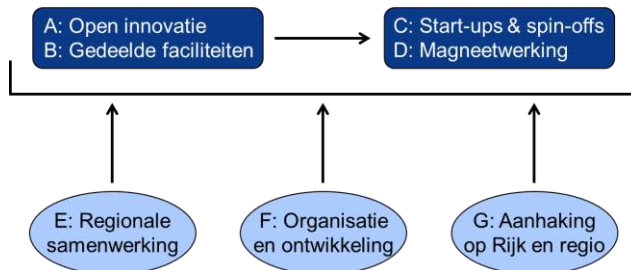 A: Open innovatie
B: Gedeelde faciliteiten
C: Start-ups & spin-offs
D: Magneetwerking
E: Regionale
samenwerking
F: Organisatie
en ontwikkeling
G: Aanhaking
op Rijk en regio